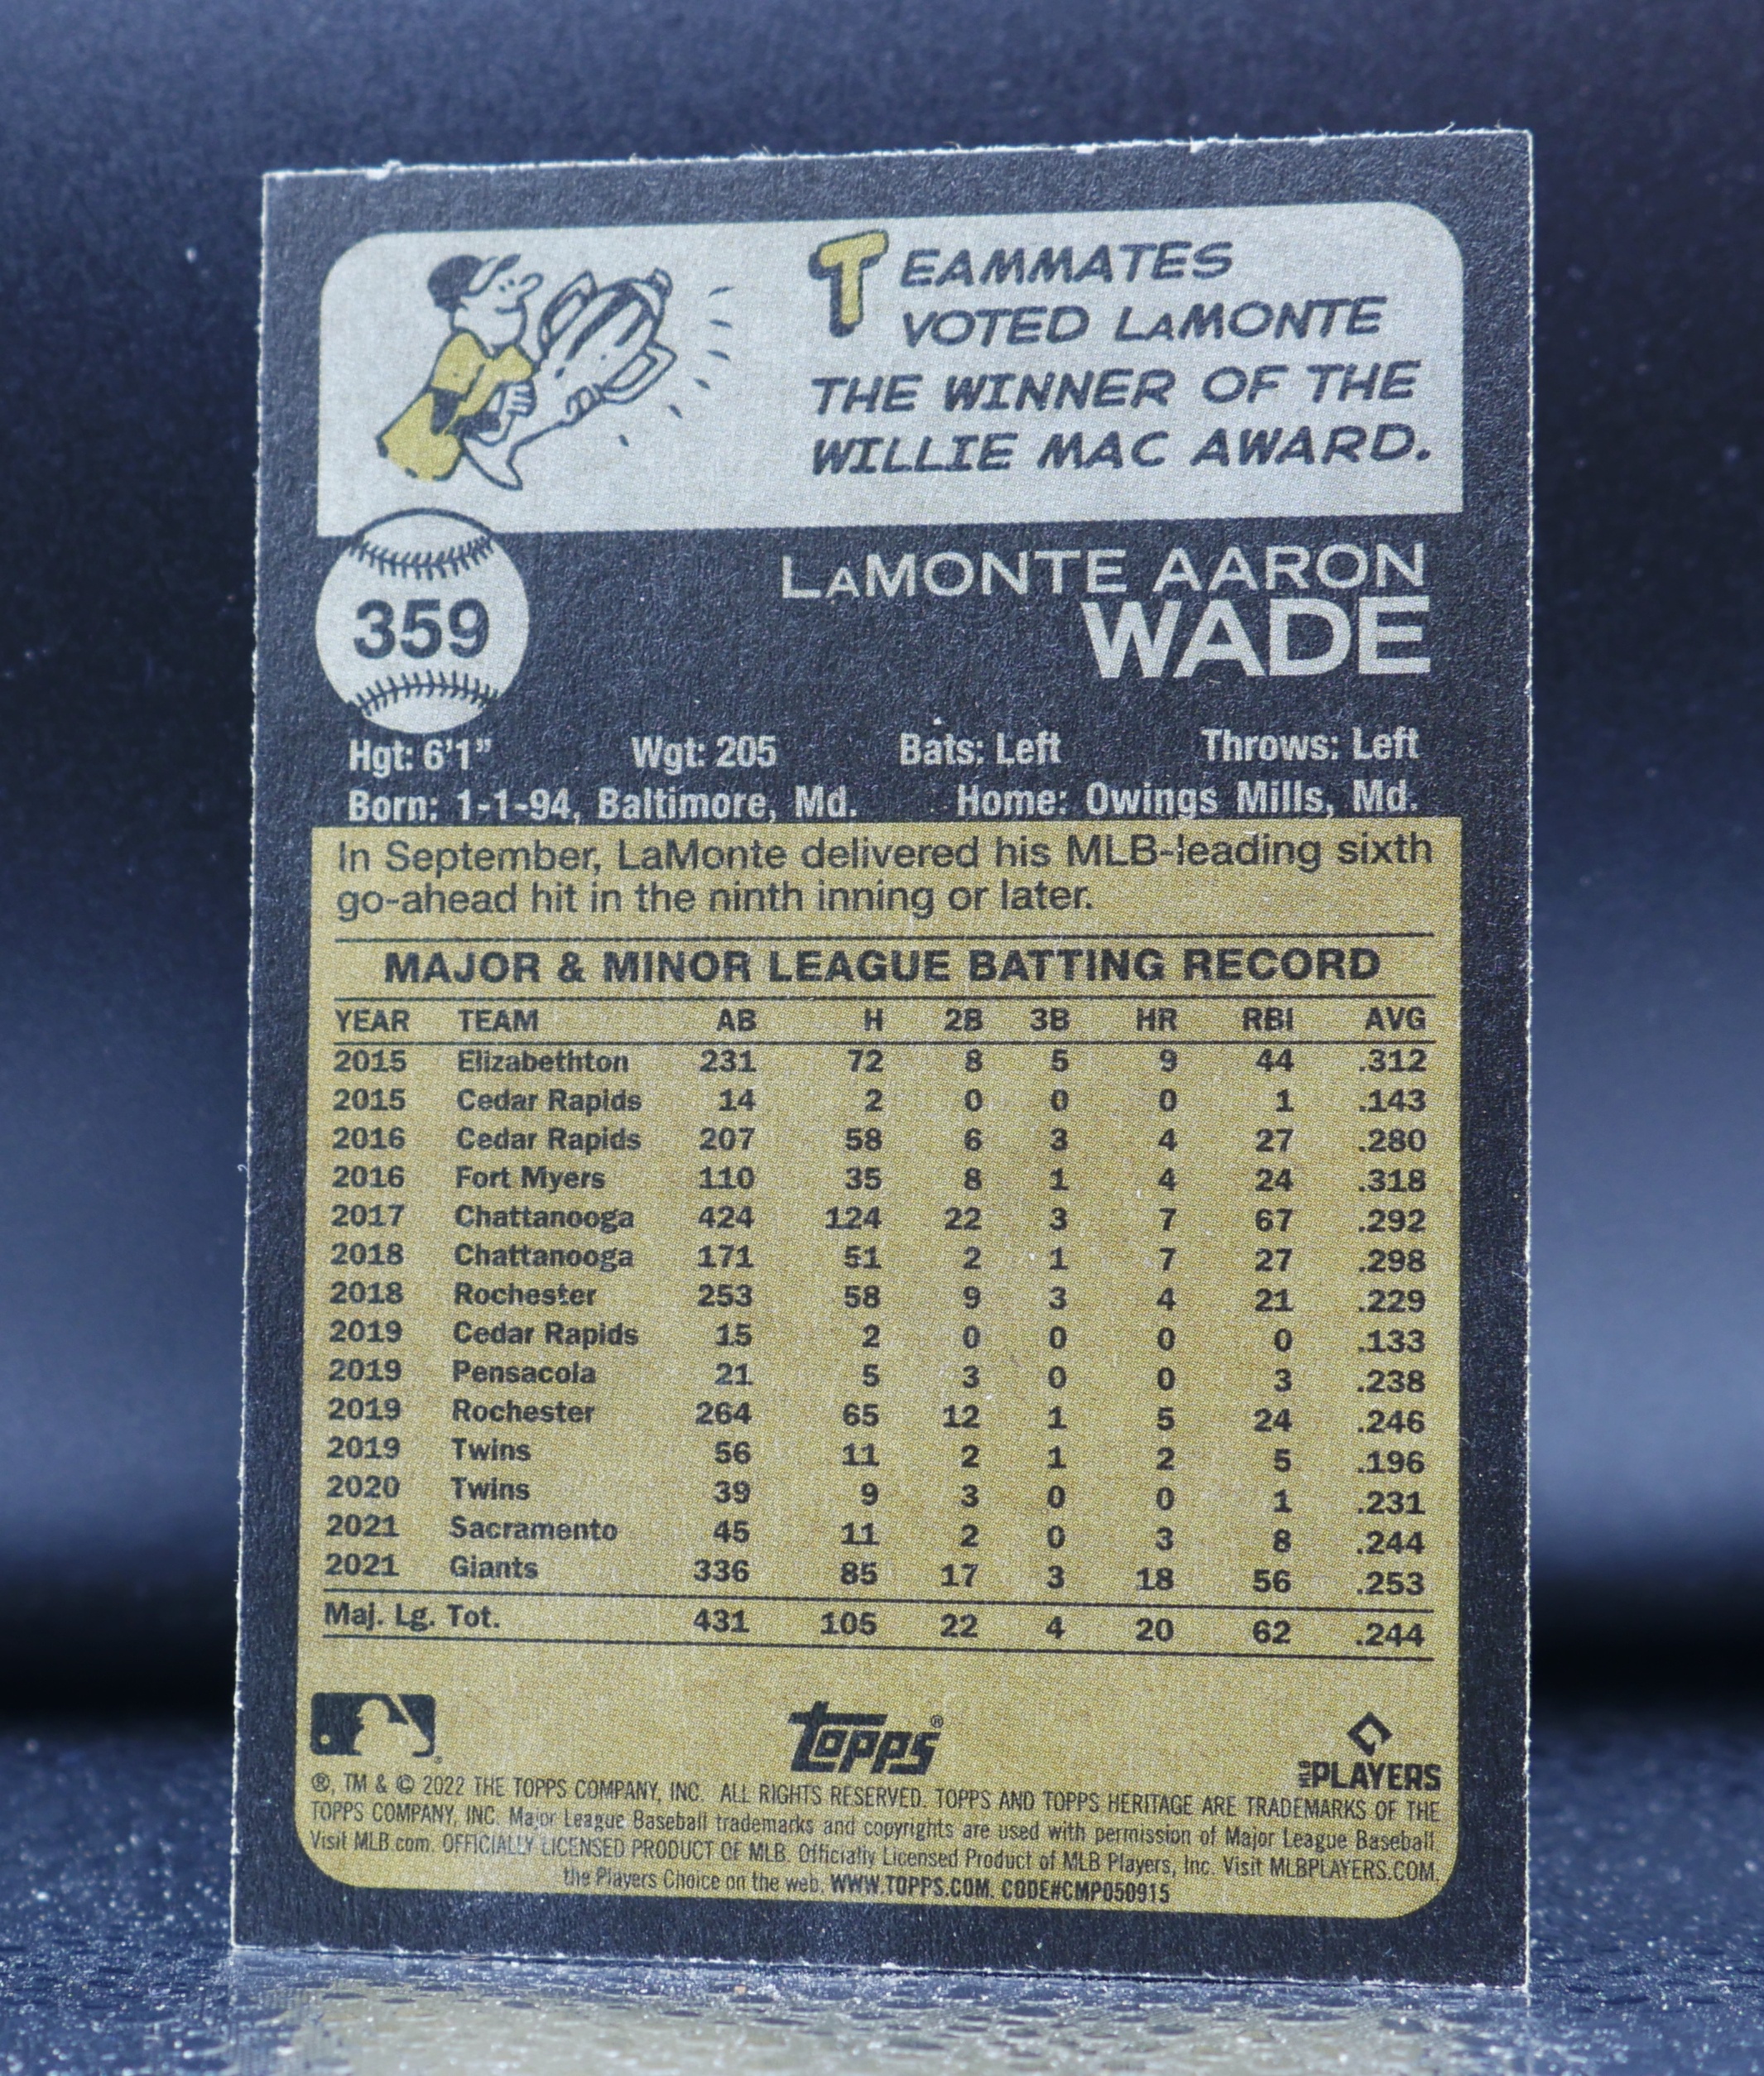 TEAMMATES
VOTED LaMONTE
THE WINNER OF THE
WILLIE MAC AWARD.
359
LaMONTE AARON
WADE
Hgt: 6'1" Wgt: 205 Bats: Left Throws: Left
Born: 1-1-94, Baltimore, Md. Home: Owings Mills, Md.
In September, LaMonte delivered his MLB-leading sixth
go-ahead hit in the ninth inning or later.
MAJOR & MINOR LEAGUE BATTING RECORD
YEAR TEAM AB H 2B 3B HR RBI AVG
2015 Elizabethton 231 72 8 5 9 44 .312
2015 Cedar Rapids 14 2 0 0 0 1 .143
2016 Cedar Rapids 207 58 6 3 4 27 .280
2016 Fort Myers 110 35 8 1 4 24 .318
2017 Chattanooga 424 124 22 3 7 67 .292
2018 Chattanooga 171 51 2 1 7 27 .298
2018 Rochester 253 58 9 3 4 21 .229
2019 Cedar Rapids 15 2 0 0 0 0 .133
2019 Pensacola 21 5 3 0 0 3 .238
2019 Rochester 264 65 12 1 5 24 .246
2019 Twins 56 11 2 1 2 5 .196
2020 Twins 39 9 3 0 0 1 .231
2021 Sacramento 45 11 2 0 3 8 .244
2021 Giants 336 85 17 3 18 56 .253
Maj. Lg. Tot. 431 105 22 4 20 62 .244
topps®
MLB PLAYERS
®, TM & © 2022 THE TOPPS COMPANY, INC. ALL RIGHTS RESERVED. TOPPS AND TOPPS HERITAGE ARE TRADEMARKS OF THE
TOPPS COMPANY, INC. Major League Baseball trademarks and copyrights are used with permission of Major League Baseball.
Visit MLB.com. OFFICIALLY LICENSED PRODUCT OF MLB. Officially Licensed Product of MLB Players, Inc. Visit MLBPLAYERS.COM,
the Players Choice on the web. WWW.TOPPS.COM. CODE#CMP050915